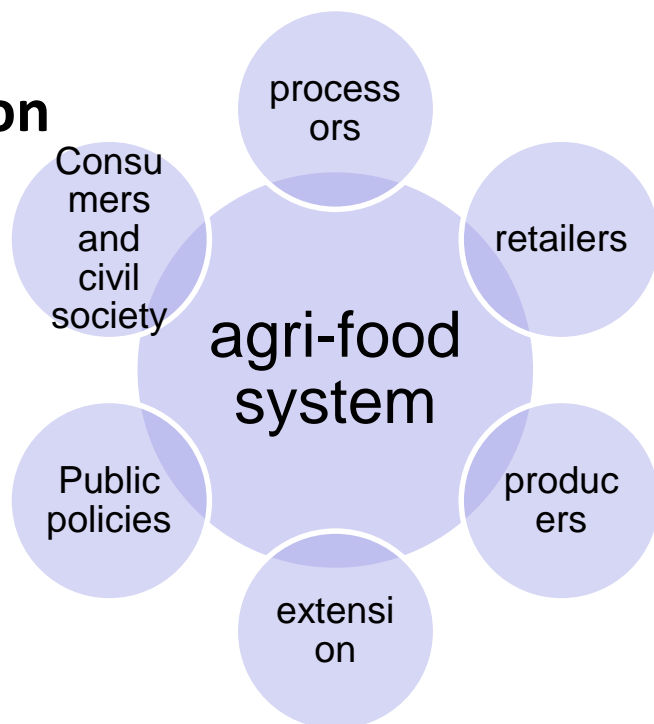 on
process
ors
Consu
mers
and
civil
society
retailers
agri-food
system
Public
policies
produc
ers
extensi
on